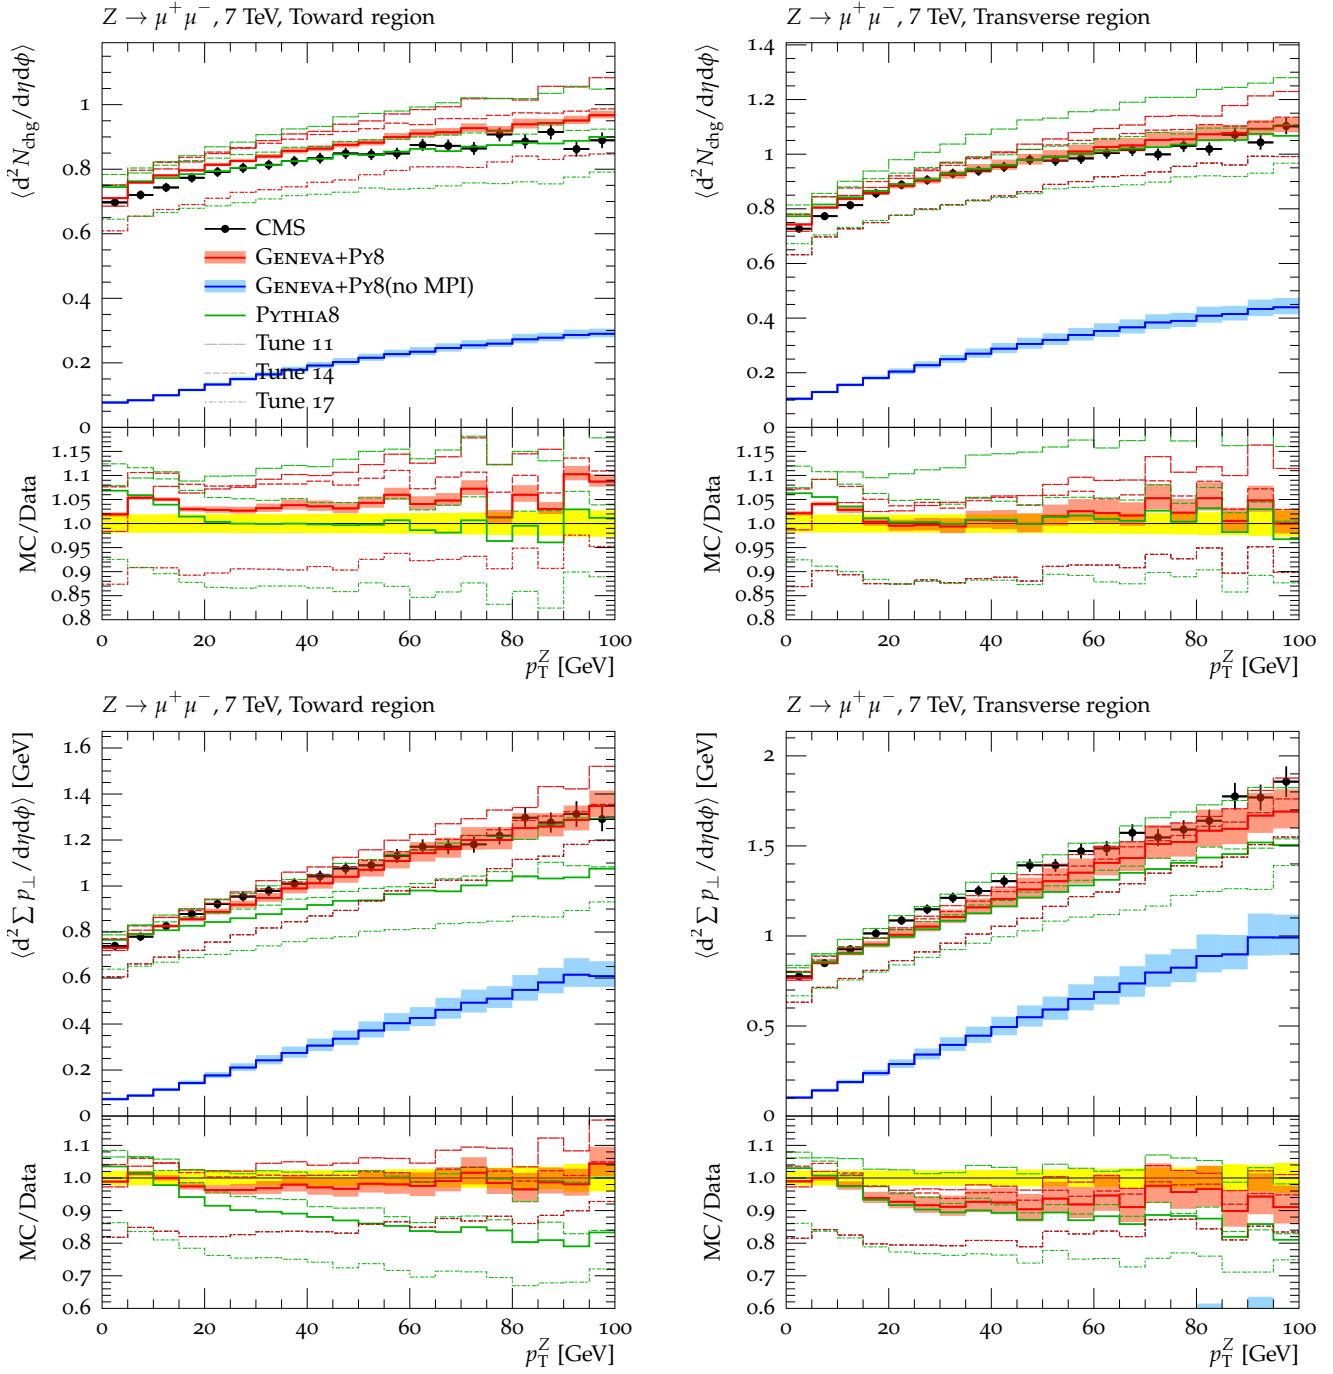 Z → μ⁺μ⁻, 7 TeV, Toward region
⟨d²N_chg/dηdϕ⟩
1
0.8
0.6
0.4
0.2
0
CMS
GENEVA+PY8
GENEVA+PY8(no MPI)
PYTHIA8
Tune 11
Tune 14
Tune 17
MC/Data
1.15
1.1
1.05
1.0
0.95
0.9
0.85
0.8
0 20 40 60 80 100
p_T^Z [GeV]
Z → μ⁺μ⁻, 7 TeV, Transverse region
⟨d²N_chg/dηdϕ⟩
1.4
1.2
1.0
0.8
0.6
0.4
0.2
0
MC/Data
1.15
1.1
1.05
1.0
0.95
0.9
0.85
0.8
0 20 40 60 80 100
p_T^Z [GeV]
Z → μ⁺μ⁻, 7 TeV, Toward region
⟨d² ∑ p_⊥/dηdϕ⟩ [GeV]
1.6
1.4
1.2
1
0.8
0.6
0.4
0.2
0
MC/Data
1.1
1.0
0.9
0.8
0.7
0.6
0 20 40 60 80 100
p_T^Z [GeV]
Z → μ⁺μ⁻, 7 TeV, Transverse region
⟨d² ∑ p_⊥/dηdϕ⟩ [GeV]
2
1.5
1
0.5
0
MC/Data
1.1
1.0
0.9
0.8
0.7
0.6
0 20 40 60 80 100
p_T^Z [GeV]